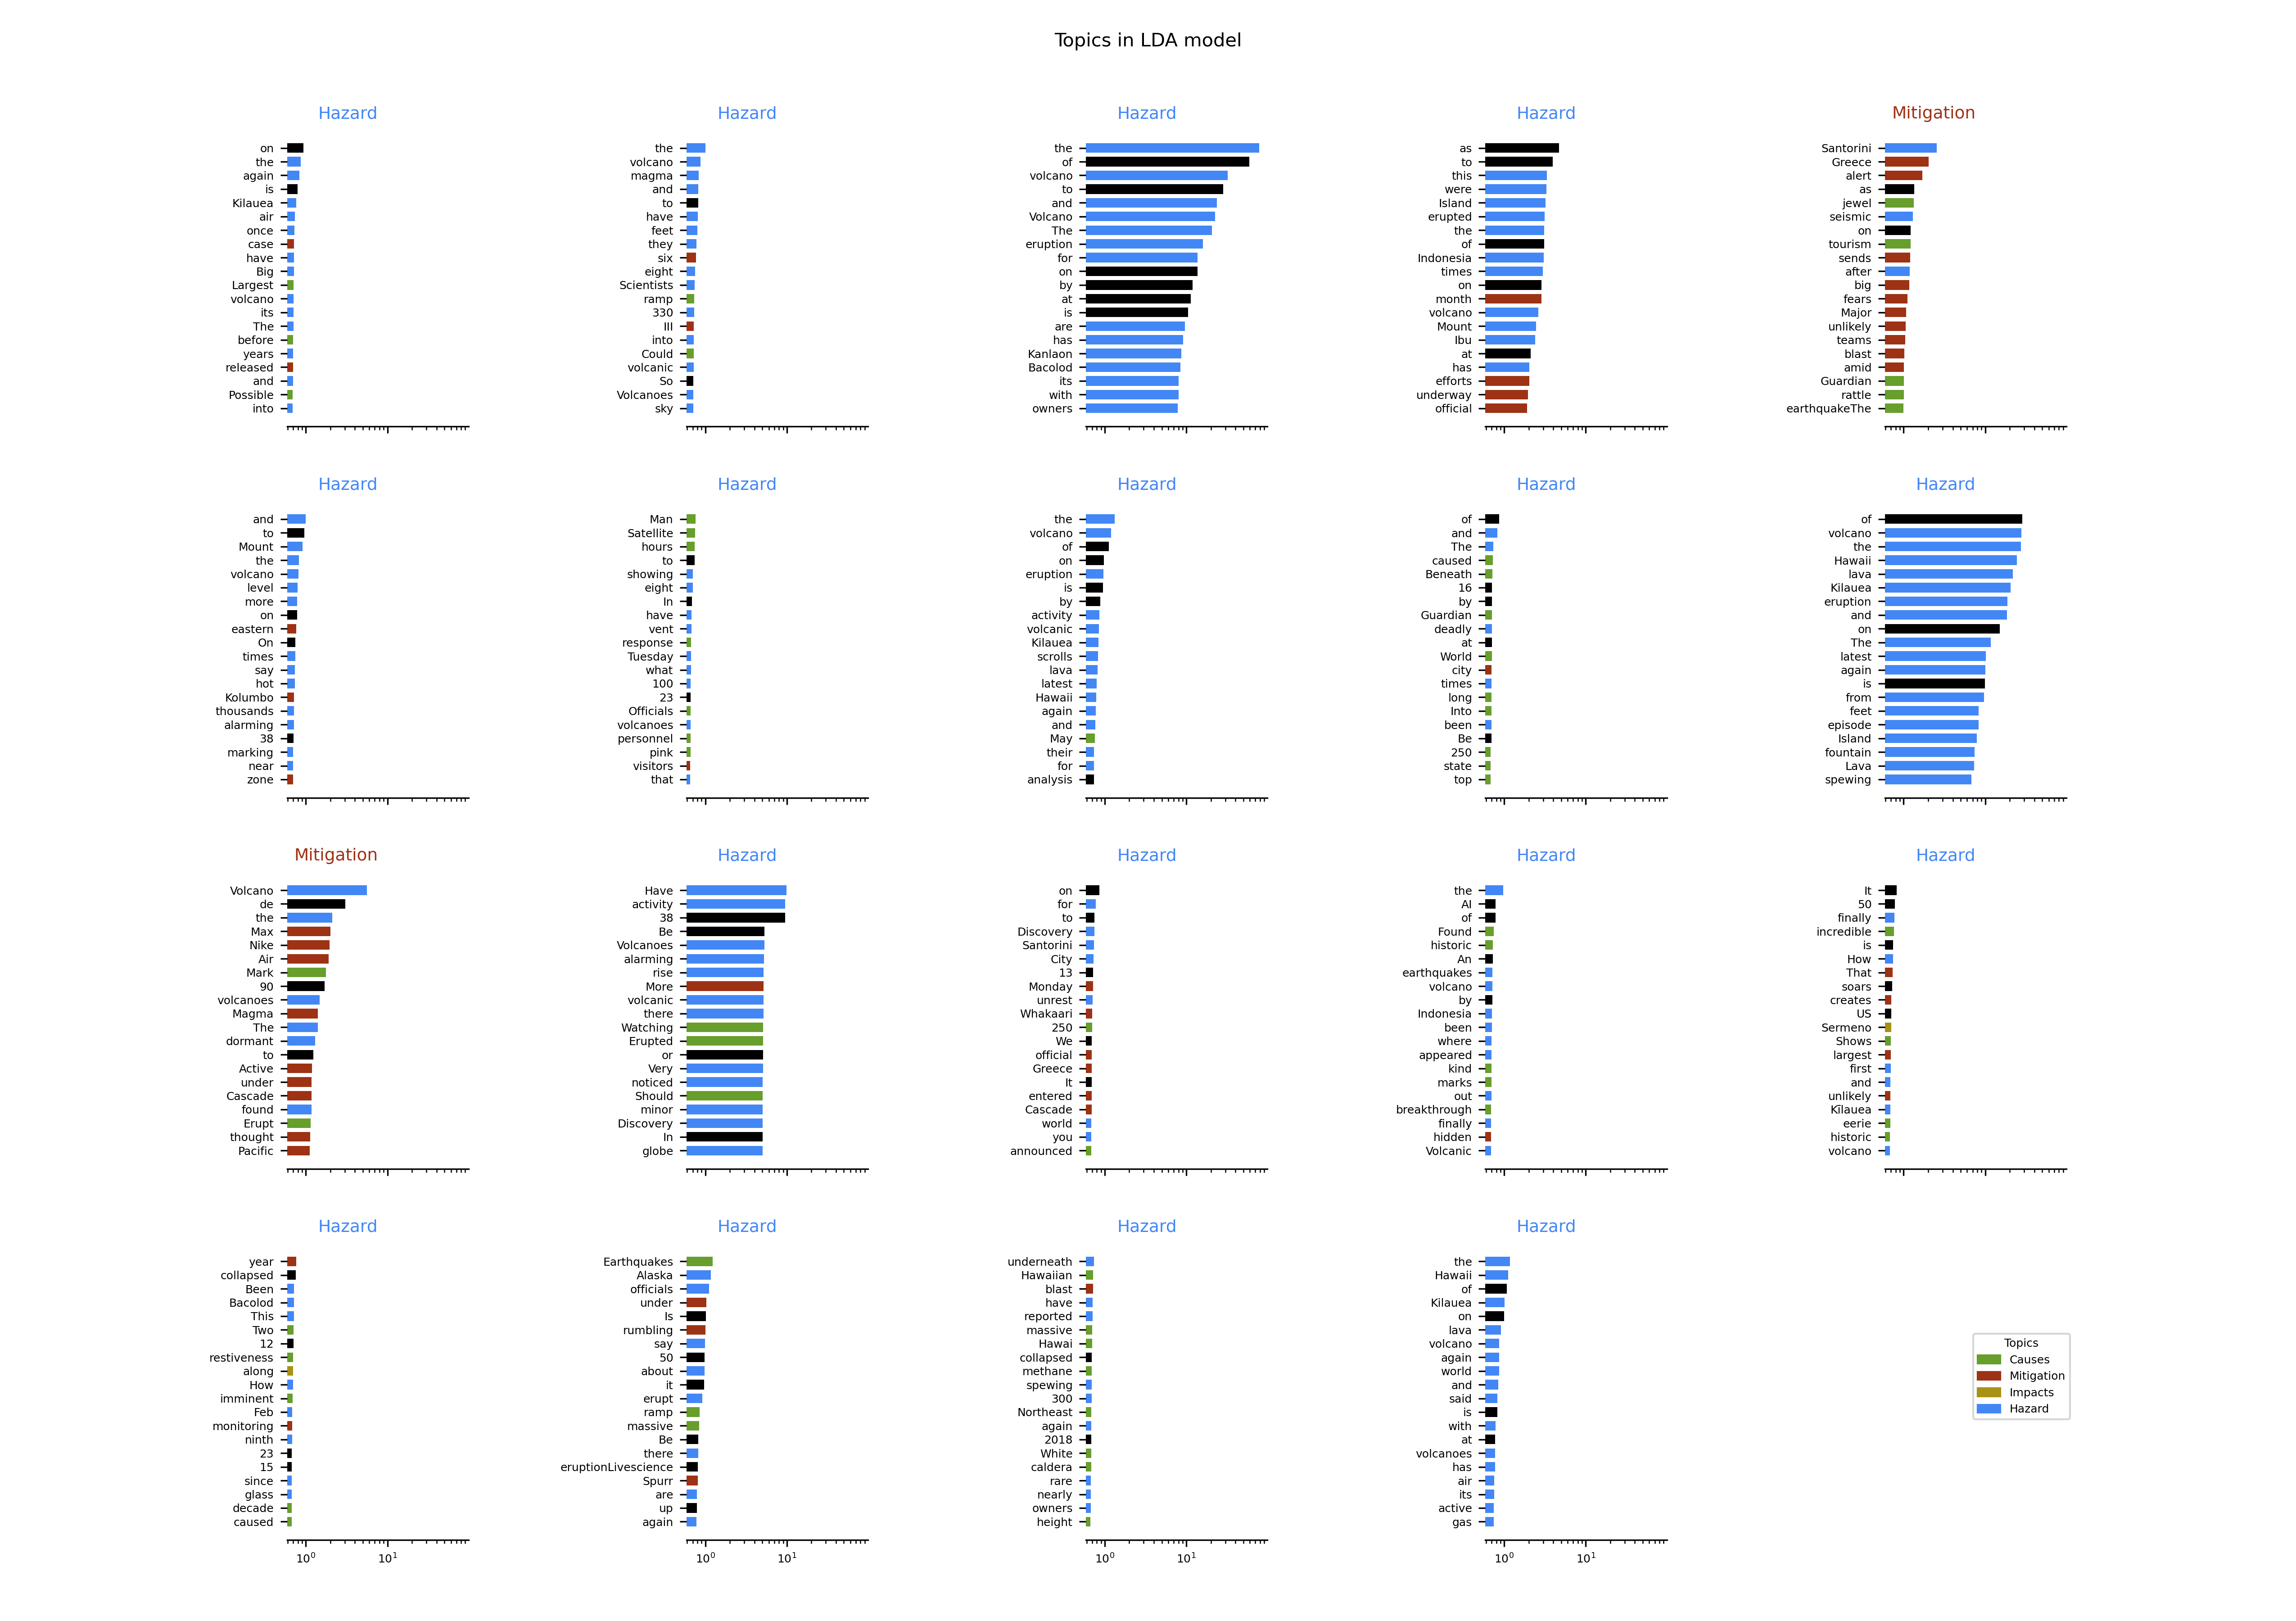 Topics in LDA model
Hazard
on
the
again
is
Kilauea
air
once
case
have
Big
Largest
volcano
its
The
before
years
released
and
Possible
into
Hazard
the
volcano
magma
and
to
have
feet
they
six
eight
Scientists
ramp
330
III
into
Could
volcanic
So
Volcanoes
sky
Hazard
the
of
volcano
to
and
Volcano
The
eruption
for
on
by
at
is
are
has
Kanlaon
Bacolod
its
with
owners
Hazard
as
to
this
were
Island
erupted
the
of
Indonesia
times
on
month
volcano
Mount
Ibu
at
has
efforts
underway
official
Mitigation
Santorini
Greece
alert
as
jewel
seismic
on
tourism
sends
after
big
fears
Major
unlikely
teams
blast
amid
Guardian
rattle
earthquakeThe
Hazard
and
to
Mount
the
volcano
level
more
on
eastern
On
times
say
hot
Kolumbo
thousands
alarming
38
marking
near
zone
Hazard
Man
Satellite
hours
to
showing
eight
In
have
vent
response
Tuesday
what
100
23
Officials
volcanoes
personnel
pink
visitors
that
Hazard
the
volcano
of
on
eruption
is
by
activity
volcanic
Kilauea
scrolls
lava
latest
Hawaii
again
and
May
their
for
analysis
Hazard
of
and
The
caused
Beneath
16
by
Guardian
deadly
at
World
city
times
long
Into
been
Be
250
state
top
Hazard
of
volcano
the
Hawaii
lava
Kilauea
eruption
and
on
The
latest
again
is
from
feet
episode
Island
fountain
Lava
spewing
Mitigation
Volcano
de
the
Max
Nike
Air
Mark
90
volcanoes
Magma
The
dormant
to
Active
under
Cascade
found
Erupt
thought
Pacific
Hazard
Have
activity
38
Be
Volcanoes
alarming
rise
More
volcanic
there
Watching
Erupted
or
Very
noticed
Should
minor
Discovery
In
globe
Hazard
on
for
to
Discovery
Santorini
City
13
Monday
unrest
Whakaari
250
We
official
Greece
It
entered
Cascade
world
you
announced
Hazard
the
AI
of
Found
historic
An
earthquakes
volcano
by
Indonesia
been
where
appeared
kind
marks
out
breakthrough
finally
hidden
Volcanic
Hazard
It
50
finally
incredible
is
How
That
soars
creates
US
Sermeno
Shows
largest
first
and
unlikely
Kīlauea
eerie
historic
volcano
Hazard
year
collapsed
Been
Bacolod
This
Two
12
restiveness
along
How
imminent
Feb
monitoring
ninth
23
15
since
glass
decade
caused
10⁰
10¹
Hazard
Earthquakes
Alaska
officials
under
Is
rumbling
say
50
about
it
erupt
ramp
massive
Be
there
eruptionLivescience
Spurr
are
up
again
10⁰
10¹
Hazard
underneath
Hawaiian
blast
have
reported
massive
Hawai
collapsed
methane
spewing
300
Northeast
again
2018
White
caldera
rare
nearly
owners
height
10⁰
10¹
Hazard
the
Hawaii
of
Kilauea
on
lava
volcano
again
world
and
said
is
with
at
volcanoes
has
air
its
active
gas
10⁰
10¹
Topics
Causes
Mitigation
Impacts
Hazard